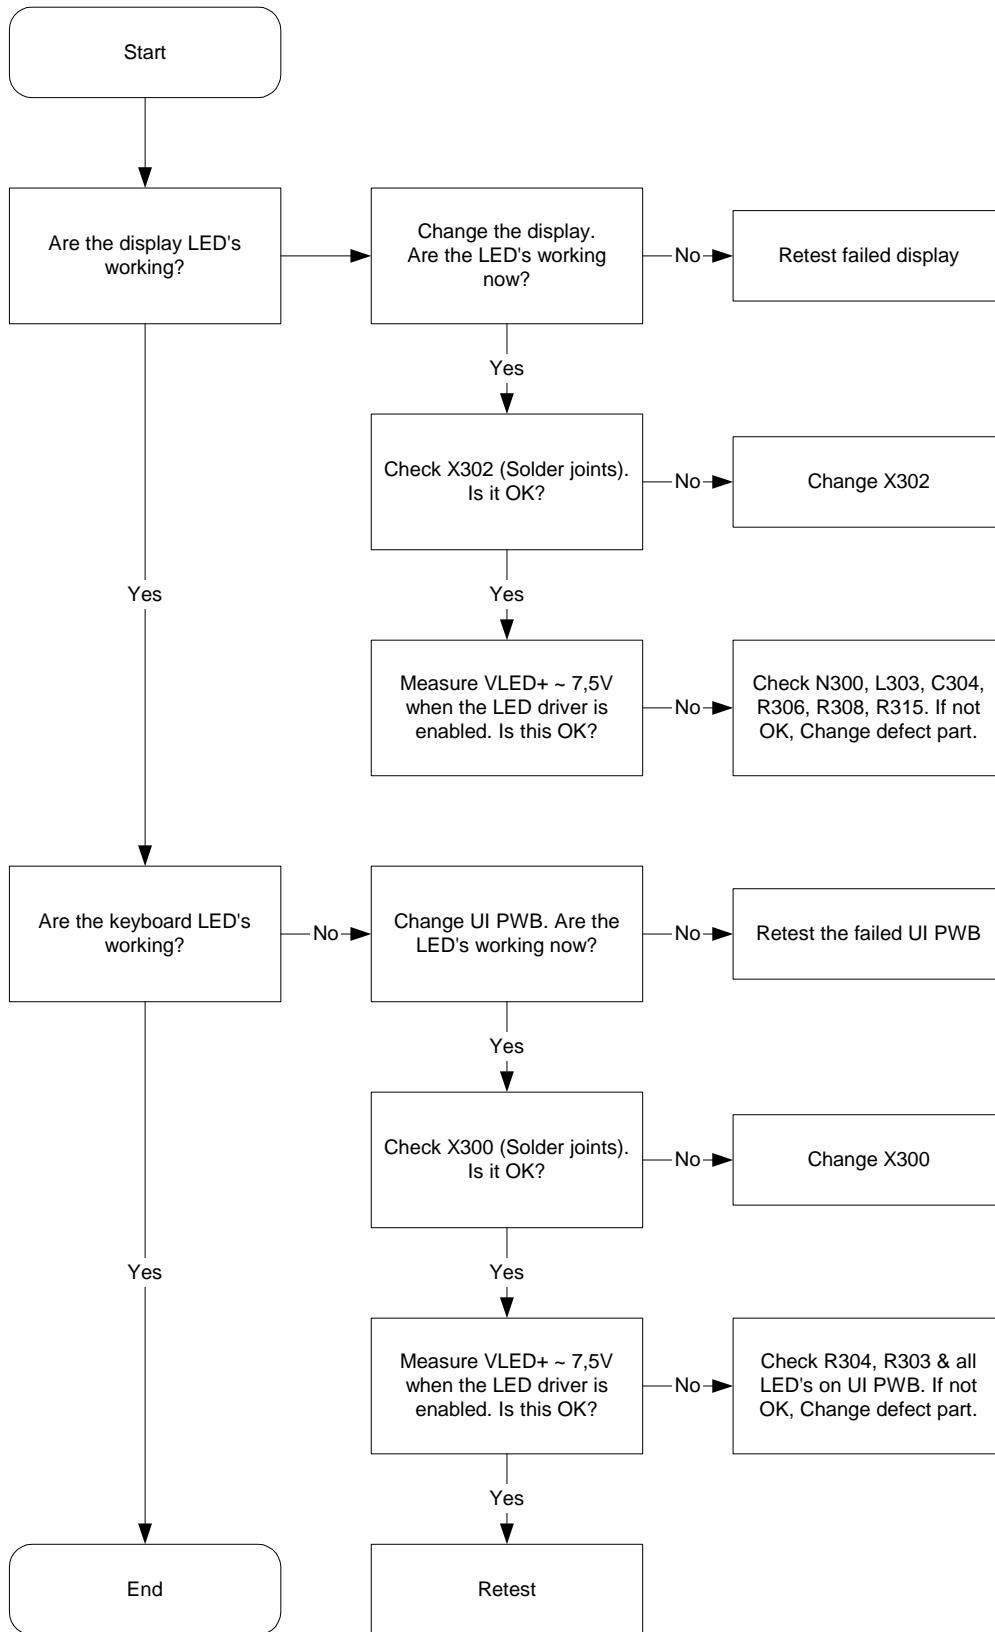 Start
Are the display LED's
working?
Change the display.
Are the LED's working
now?
No
Retest failed display
Yes
Check X302 (Solder joints).
Is it OK?
No
Change X302
Yes
Yes
Measure VLED+ ~ 7,5V
when the LED driver is
enabled. Is this OK?
No
Check N300, L303, C304,
R306, R308, R315. If not
OK, Change defect part.
Are the keyboard LED's
working?
No
Change UI PWB. Are the
LED's working now?
No
Retest the failed UI PWB
Yes
Check X300 (Solder joints).
Is it OK?
No
Change X300
Yes
Yes
Measure VLED+ ~ 7,5V
when the LED driver is
enabled. Is this OK?
No
Check R304, R303 & all
LED's on UI PWB. If not
OK, Change defect part.
Yes
End
Retest